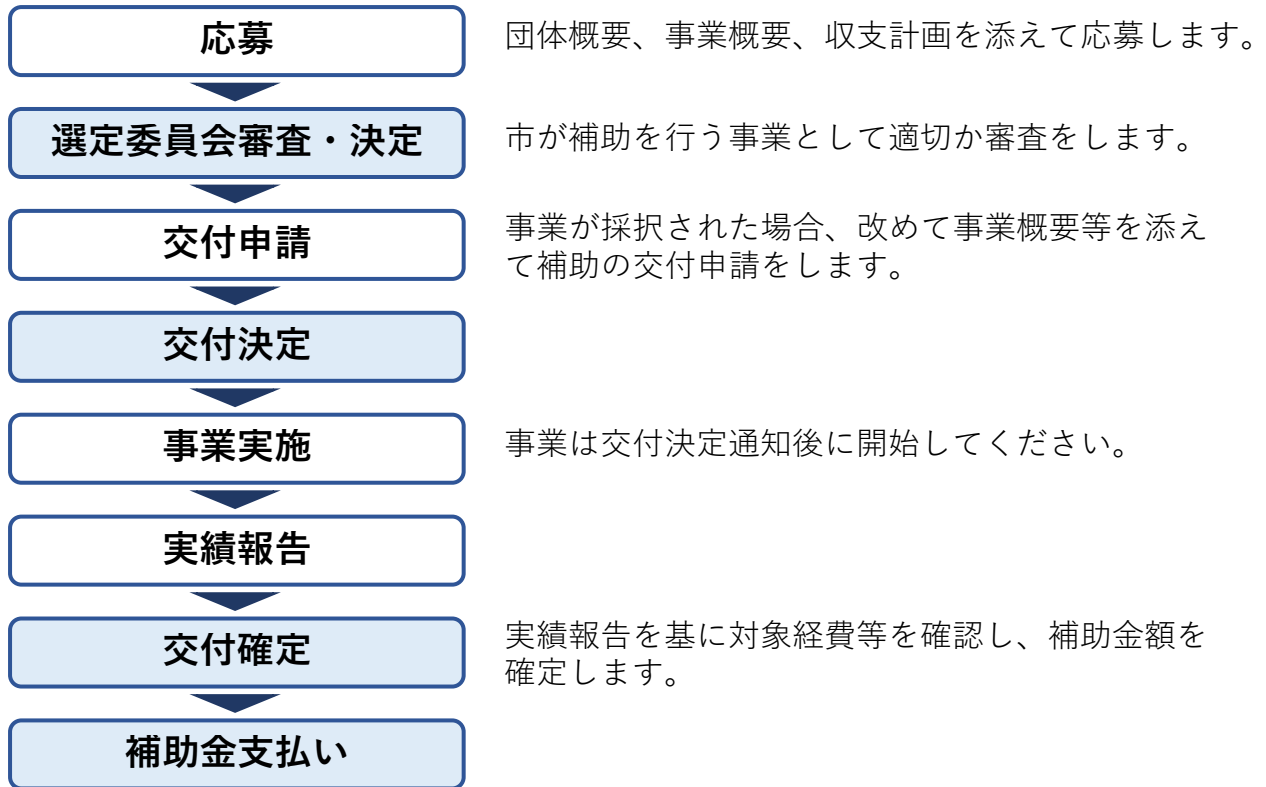 応募
団体概要、事業概要、収支計画を添えて応募します。
選定委員会審査・決定
市が補助を行う事業として適切か審査をします。
交付申請
事業が採択された場合、改めて事業概要等を添え
て補助の交付申請をします。
交付決定
事業実施
事業は交付決定通知後に開始してください。
実績報告
交付確定
実績報告を基に対象経費等を確認し、補助金額を
確定します。
補助金支払い